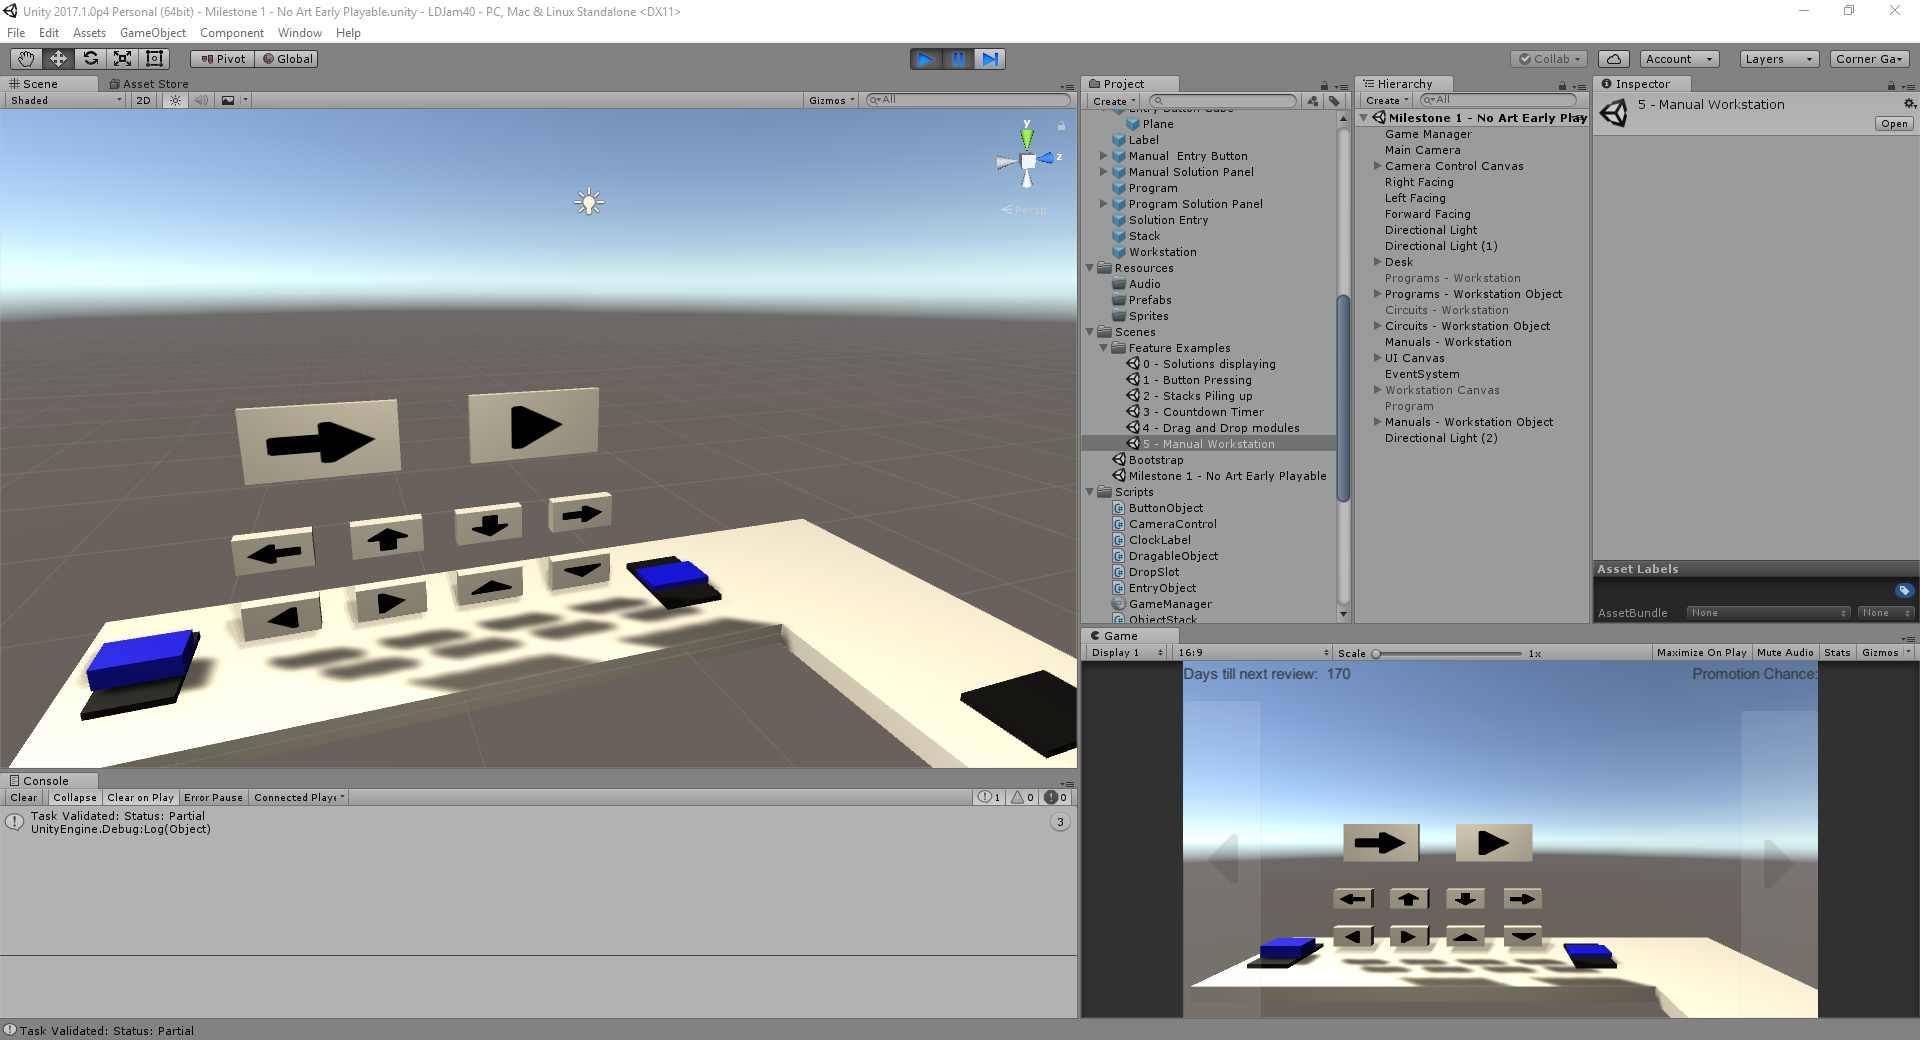 Unity 2017.1.0p4 Personal (64bit) - Milestone 1 - No Art Early Playable.unity - LDJam40 - PC, Mac & Linux Standalone <DX11>
File Edit Assets GameObject Component Window Help
Pivot Global Collab Account Layers Corner Ga
Scene Asset Store
Shaded 2D Gizmos All
y
z
Persp
Console
Clear Collapse Clear on Play Error Pause Connected Playe 1 0 0
Task Validated: Status: Partial
UnityEngine.Debug:Log(Object)
3
Task Validated: Status: Partial
Project
Create
Entry Button Cube
Plane
Label
Manual  Entry Button
Manual Solution Panel
Program
Program Solution Panel
Solution Entry
Stack
Workstation
Resources
Audio
Prefabs
Sprites
Scenes
Feature Examples
0 - Solutions displaying
1 - Button Pressing
2 - Stacks Piling up
3 - Countdown Timer
4 - Drag and Drop modules
5 - Manual Workstation
Bootstrap
Milestone 1 - No Art Early Playable
Scripts
ButtonObject
CameraControl
ClockLabel
DragableObject
DropSlot
EntryObject
GameManager
ObjectStack
Hierarchy
Create All
Milestone 1 - No Art Early Play
Game Manager
Main Camera
Camera Control Canvas
Right Facing
Left Facing
Forward Facing
Directional Light
Directional Light (1)
Desk
Programs - Workstation
Programs - Workstation Object
Circuits - Workstation
Circuits - Workstation Object
Manuals - Workstation
UI Canvas
EventSystem
Workstation Canvas
Program
Manuals - Workstation Object
Directional Light (2)
Inspector
5 - Manual Workstation
Open
Asset Labels
AssetBundle None None
Game
Display 1 16:9 Scale 1x Maximize On Play Mute Audio Stats Gizmos
Days till next review:  170 Promotion Chance: